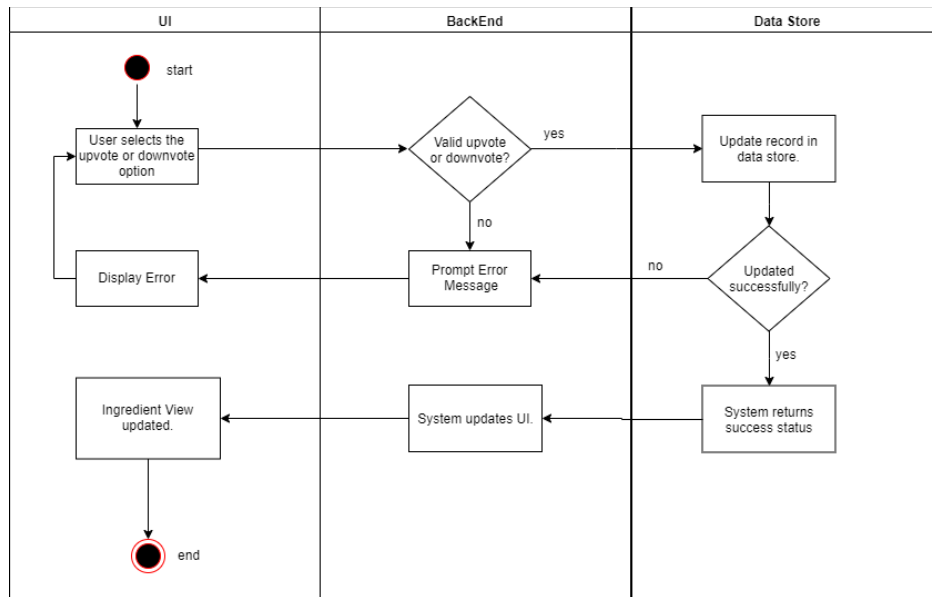 UI
BackEnd
Data Store
start
User selects the
upvote or downvote
option
Valid upvote
or downvote?
yes
Update record in
data store.
no
Display Error
Prompt Error
Message
no
Updated
successfully?
yes
Ingredient View
updated.
System updates UI.
System returns
success status
end